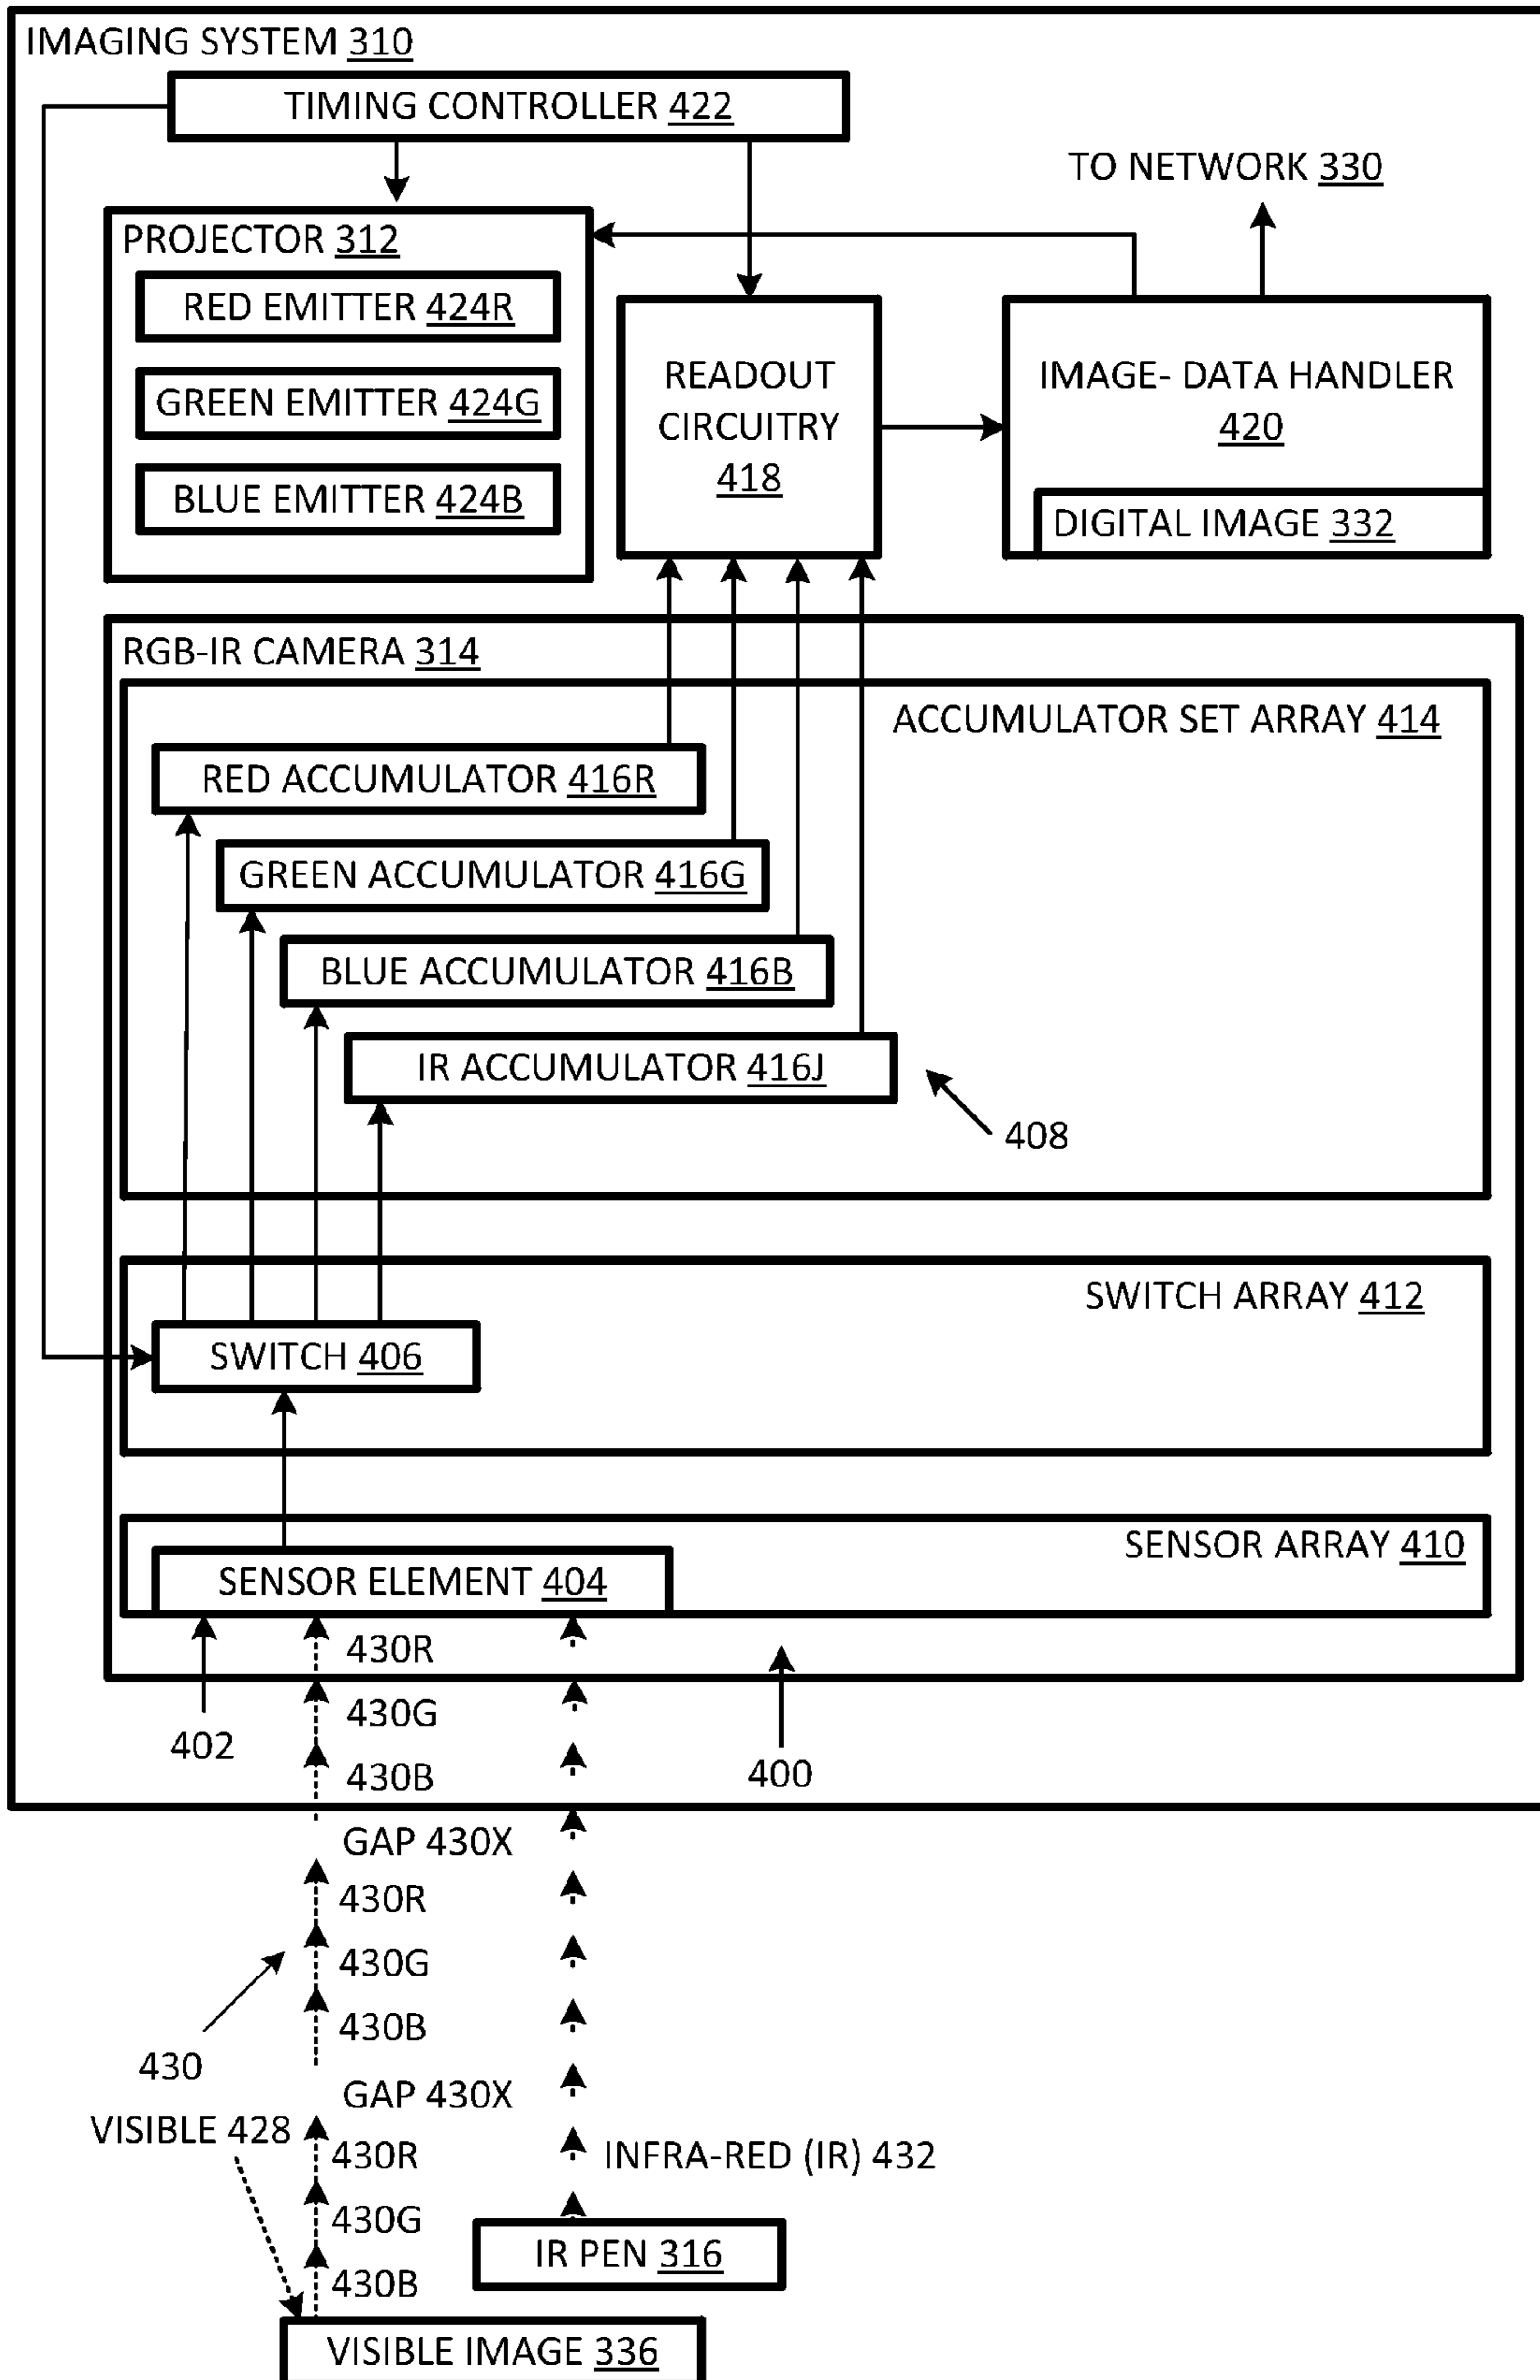 IMAGING SYSTEM 310
TIMING CONTROLLER 422
TO NETWORK 330
PROJECTOR 312
RED EMITTER 424R
GREEN EMITTER 424G
BLUE EMITTER 424B
READOUT
CIRCUITRY
418
IMAGE- DATA HANDLER
420
DIGITAL IMAGE 332
RGB-IR CAMERA 314
ACCUMULATOR SET ARRAY 414
RED ACCUMULATOR 416R
GREEN ACCUMULATOR 416G
BLUE ACCUMULATOR 416B
IR ACCUMULATOR 416J
408
SWITCH ARRAY 412
SWITCH 406
SENSOR ARRAY 410
SENSOR ELEMENT 404
430R
430G
402
430B
400
GAP 430X
430R
430G
430B
430
GAP 430X
VISIBLE 428
430R
INFRA-RED (IR) 432
430G
IR PEN 316
430B
VISIBLE IMAGE 336